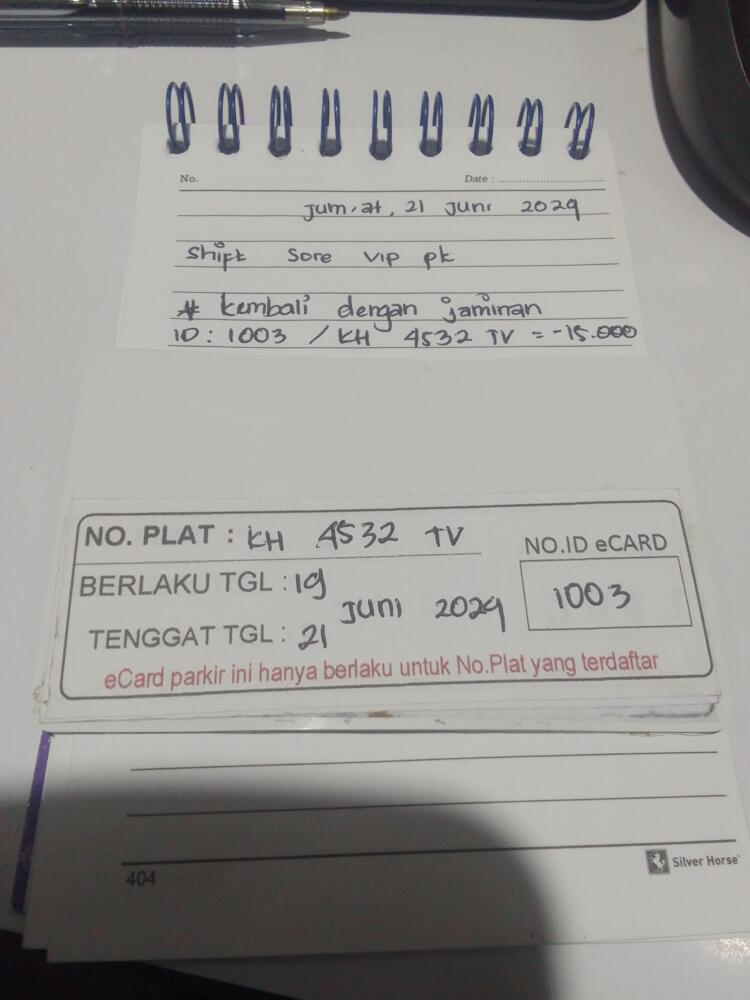 No. Date : ........................
Jum,at, 21 Juni 2024
Shift Sore VIP pk
# kembali dengan jaminan
ID: 1003 / KH 4532 TV = -15.000
NO. PLAT : KH 4532 TV
NO.ID eCARD
BERLAKU TGL : 19
1003
Juni 2024
TENGGAT TGL : 21
eCard parkir ini hanya berlaku untuk No.Plat yang terdaftar
404
Silver Horse